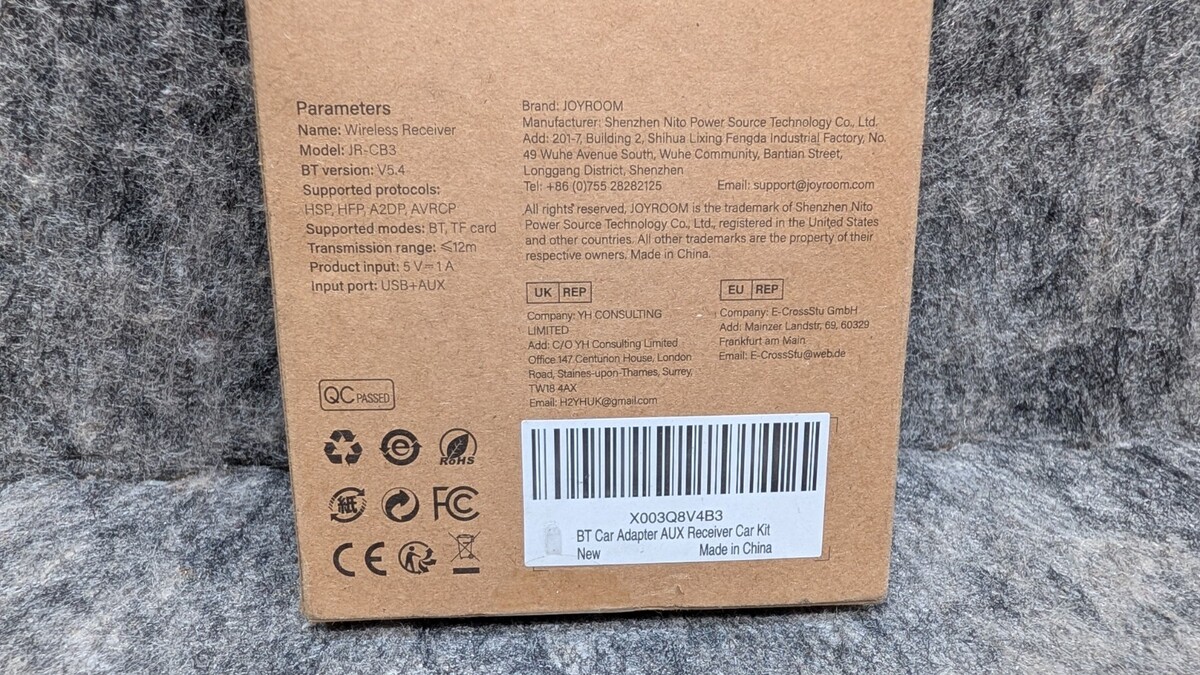 Parameters
Name: Wireless Receiver
Model: JR-CB3
BT version: V5.4
Supported protocols:
HSP, HFP, A2DP, AVRCP
Supported modes: BT, TF card
Transmission range: ≤12m
Product input: 5 V⎓1 A
Input port: USB+AUX
Brand: JOYROOM
Manufacturer: Shenzhen Nito Power Source Technology Co., Ltd.
Add: 201-7, Building 2, Shihua Lixing Fengda Industrial Factory, No.
49 Wuhe Avenue South, Wuhe Community, Bantian Street,
Longgang District, Shenzhen
Tel: +86 (0)755 28282125 Email: support@joyroom.com
All rights reserved, JOYROOM is the trademark of Shenzhen Nito
Power Source Technology Co., Ltd., registered in the United States
and other countries. All other trademarks are the property of their
respective owners. Made in China.
UK REP
Company: YH CONSULTING
LIMITED
Add: C/O YH Consulting Limited
Office 147, Centurion House, London
Road, Staines-upon-Thames, Surrey,
TW18 4AX
Email: H2YHUK@gmail.com
EU REP
Company: E-CrossStu GmbH
Add: Mainzer Landstr, 69, 60329
Frankfurt am Main
Email: E-CrossStu@web.de
QC PASSED
e
RoHS
紙
FC
CE
X003Q8V4B3
BT Car Adapter AUX Receiver Car Kit
New Made in China